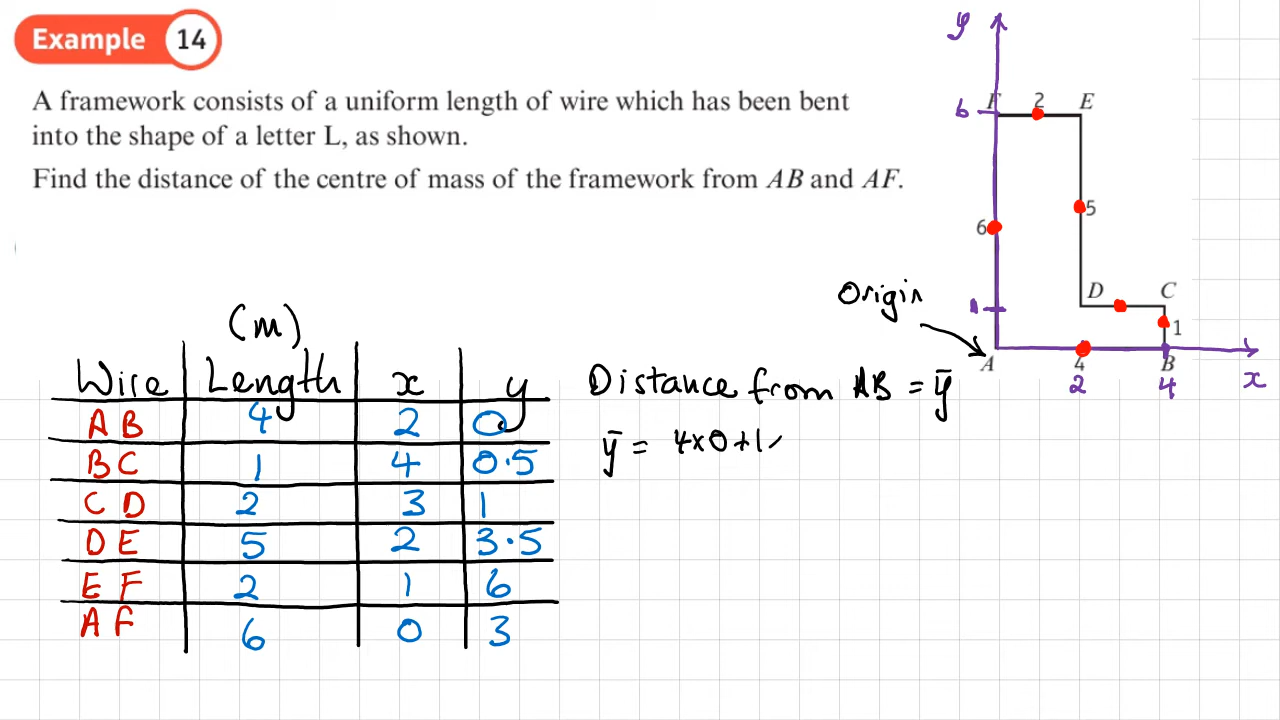 Example 14
A framework consists of a uniform length of wire which has been bent
into the shape of a letter L, as shown.
Find the distance of the centre of mass of the framework from AB and AF.
y
6 F 2 E
5
6
Origin
D C
1
1
A 4 B
2 4 x
(m)
Wire Length x y
AB 4 2 0
BC 1 4 0.5
CD 2 3 1
DE 5 2 3.5
EF 2 1 6
AF 6 0 3
Distance from AB = ȳ
ȳ = 4×0+1